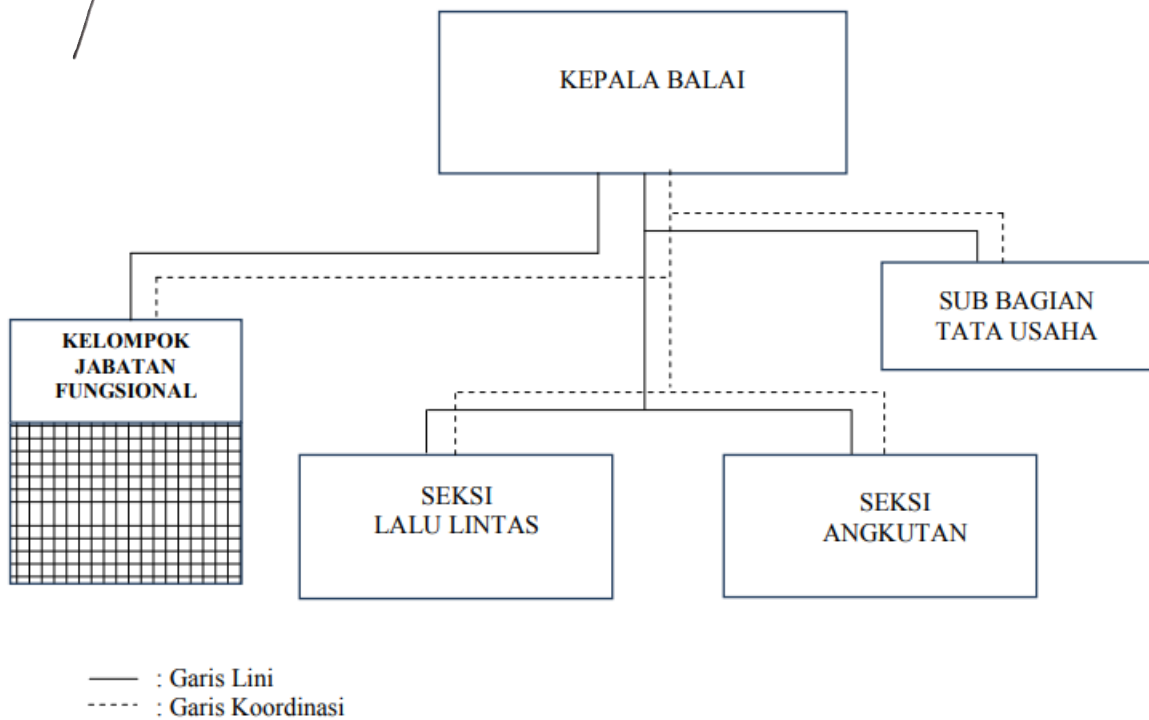 KEPALA BALAI
SUB BAGIAN
TATA USAHA
KELOMPOK
JABATAN
FUNGSIONAL
SEKSI
LALU LINTAS
SEKSI
ANGKUTAN
: Garis Lini
: Garis Koordinasi